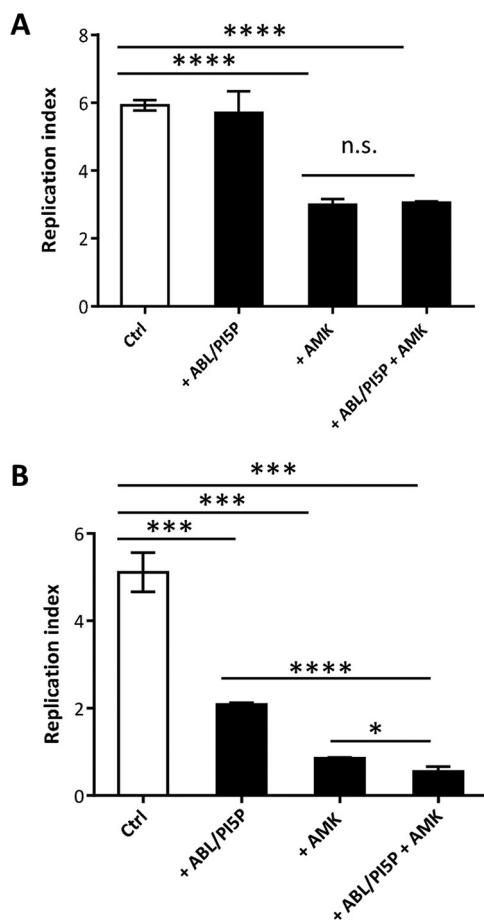 A
8
6
4
2
0
Replication index
****
****
n.s.
Ctrl
+ ABL/PI5P
+ AMK
+ ABL/PI5P + AMK
B
6
4
2
0
Replication index
***
***
***
****
*
Ctrl
+ ABL/PI5P
+ AMK
+ ABL/PI5P + AMK